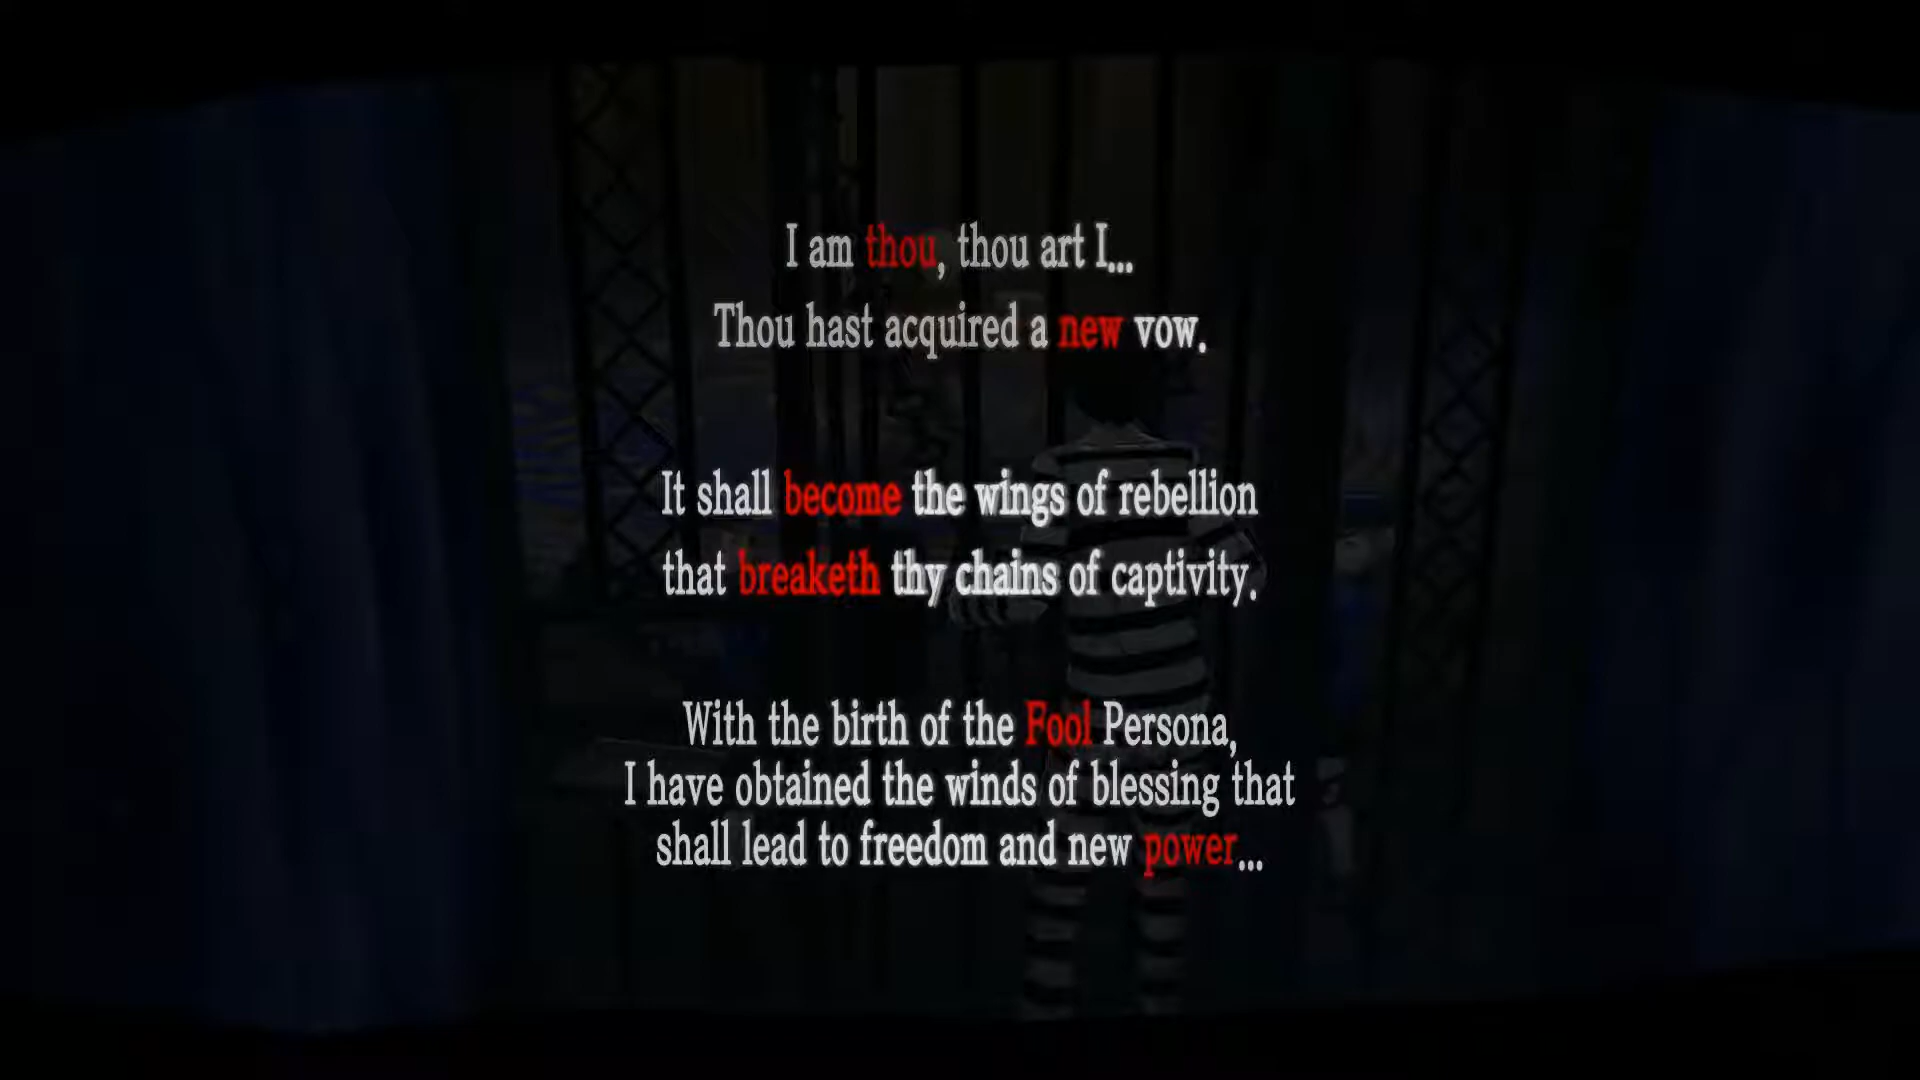 I am thou, thou art I...
Thou hast acquired a new vow.
It shall become the wings of rebellion
that breaketh thy chains of captivity.
With the birth of the Fool Persona,
I have obtained the winds of blessing that
shall lead to freedom and new power...